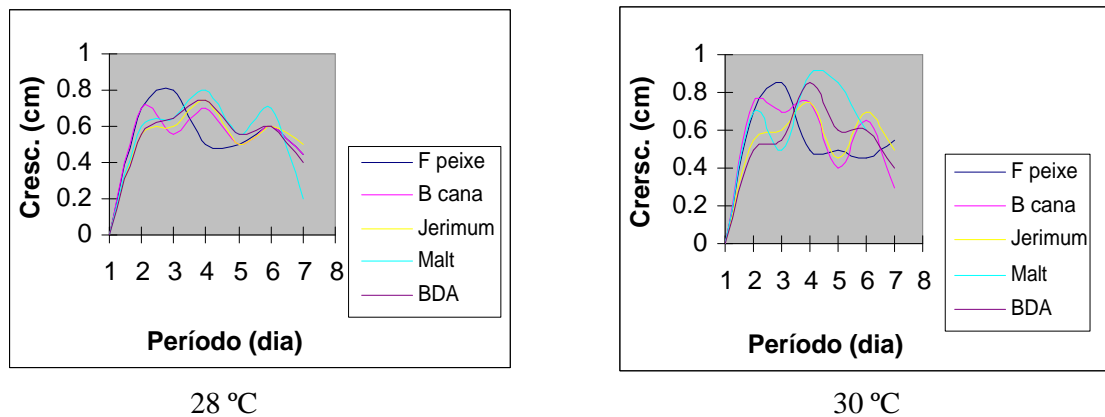 1
0.8
0.6
0.4
0.2
0
Cresc. (cm)
1 2 3 4 5 6 7 8
Período (dia)
F peixe
B cana
Jerimum
Malt
BDA
28 ºC
1
0.8
0.6
0.4
0.2
0
Crersc. (cm)
1 2 3 4 5 6 7 8
Período (dia)
F peixe
B cana
Jerimum
Malt
BDA
30 ºC